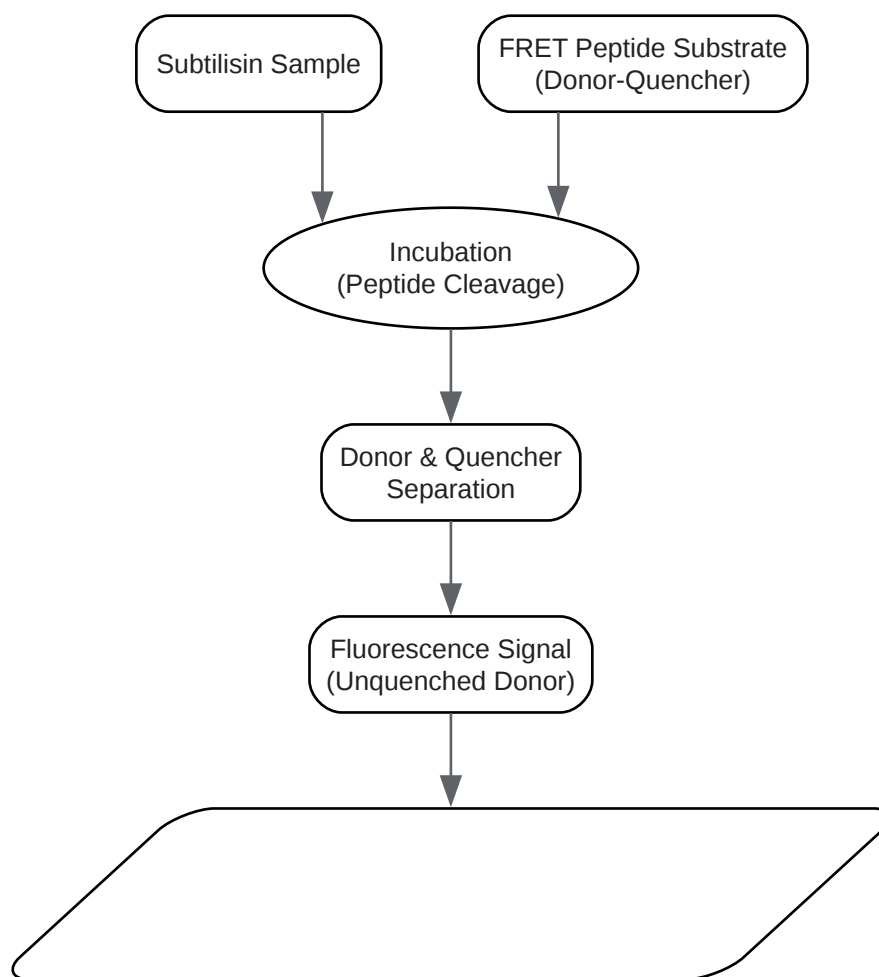 Subtilisin Sample
FRET Peptide Substrate
(Donor-Quencher)
Incubation
(Peptide Cleavage)
Donor & Quencher
Separation
Fluorescence Signal
(Unquenched Donor)